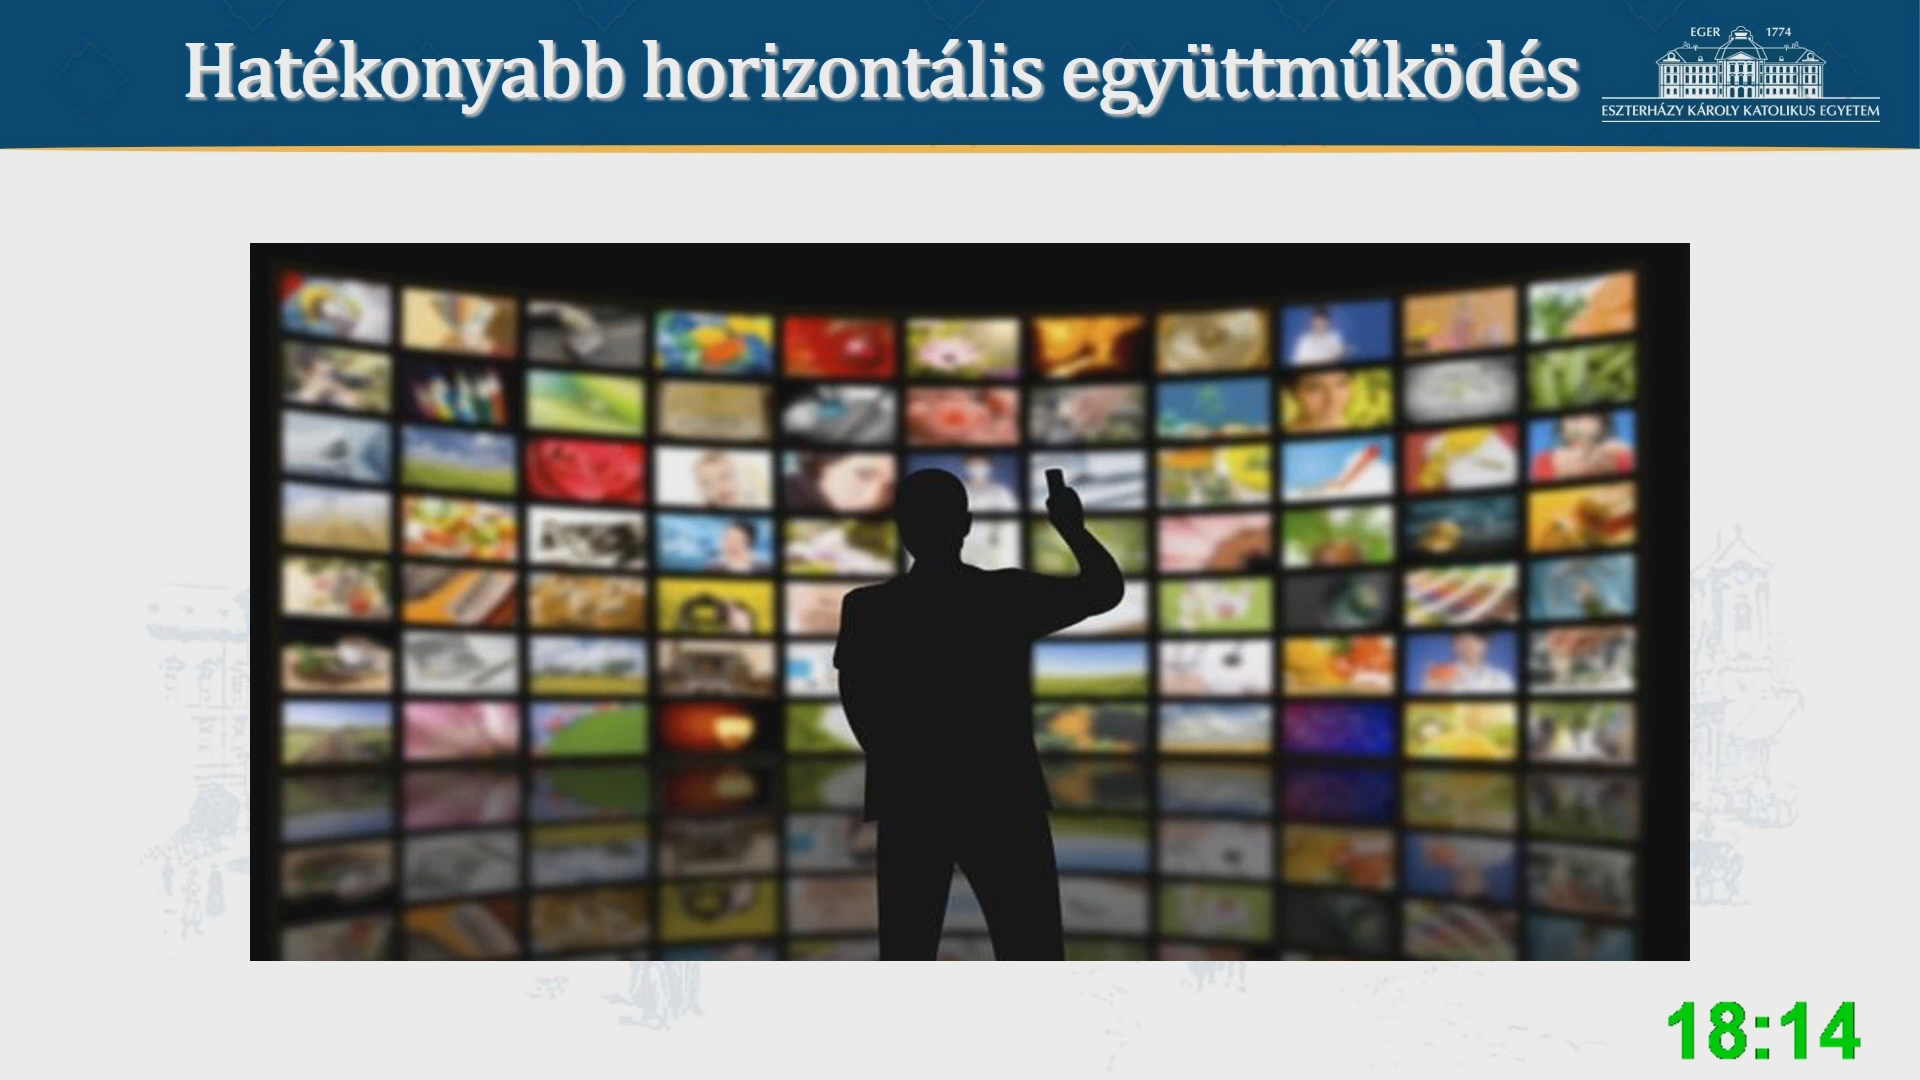 Hatékonyabb horizontális együttműködés
EGER 1774
ESZTERHÁZY KÁROLY KATOLIKUS EGYETEM
18:14